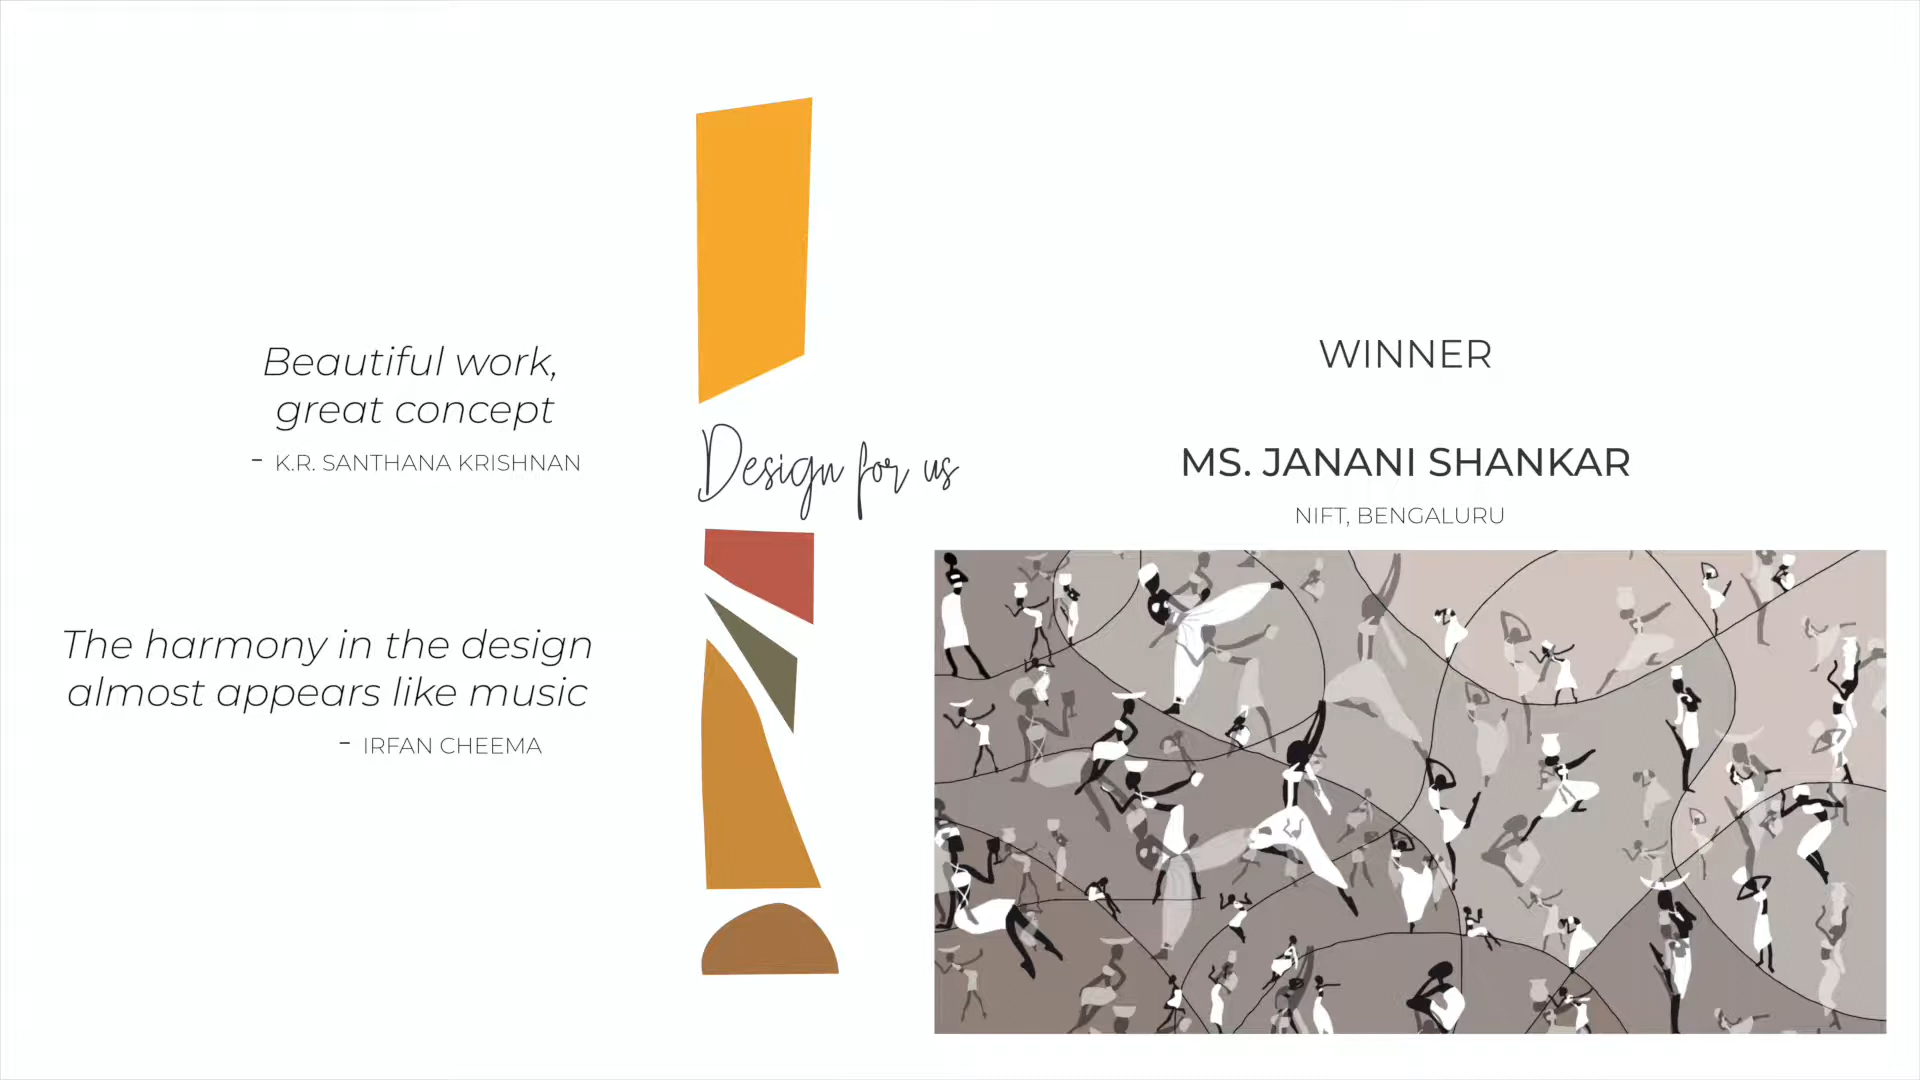 Beautiful work,
great concept
- K.R. SANTHANA KRISHNAN
The harmony in the design
almost appears like music
- IRFAN CHEEMA
Design for us
WINNER
MS. JANANI SHANKAR
NIFT, BENGALURU